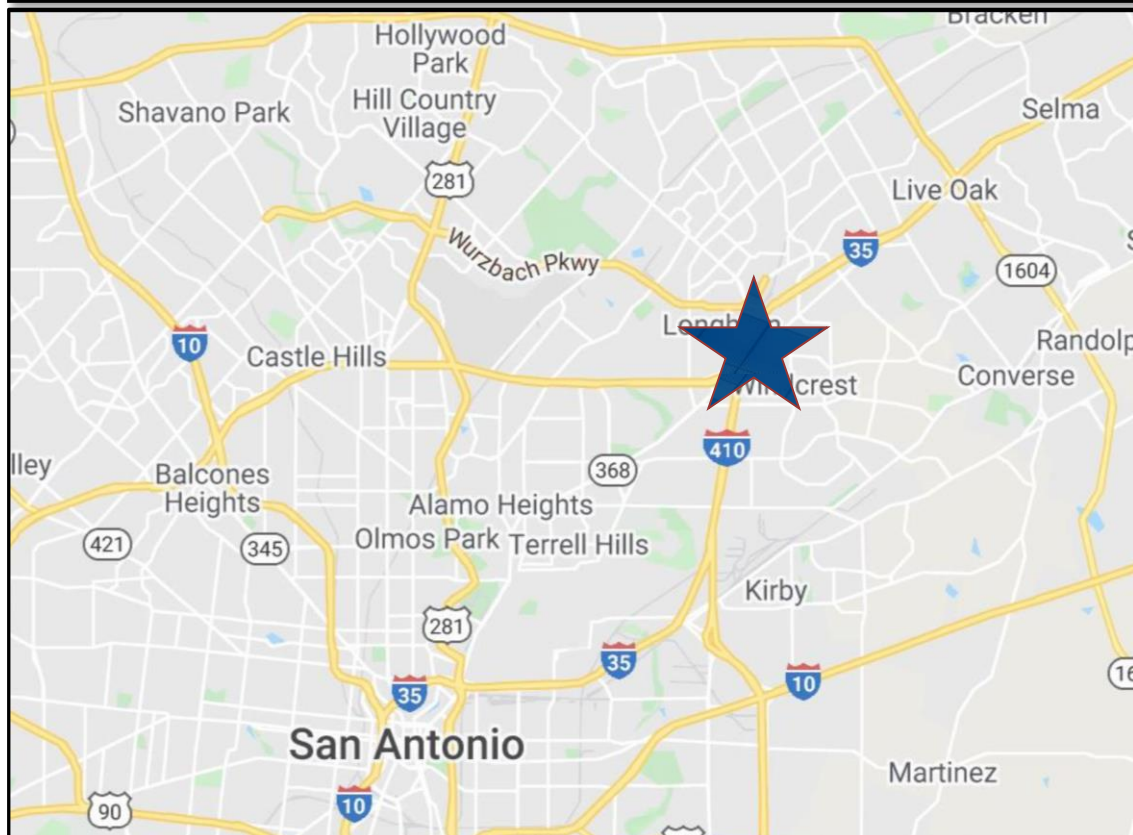 Bracken
Hollywood
Park
Hill Country
Village
Shavano Park
Selma
281
Live Oak
35
Wurzbach Pkwy
1604
10
Castle Hills
Converse
410
368
Balcones
Heights
Alamo Heights
421
345
Olmos Park
Terrell Hills
Kirby
281
35
10
35
San Antonio
Martinez
10
90